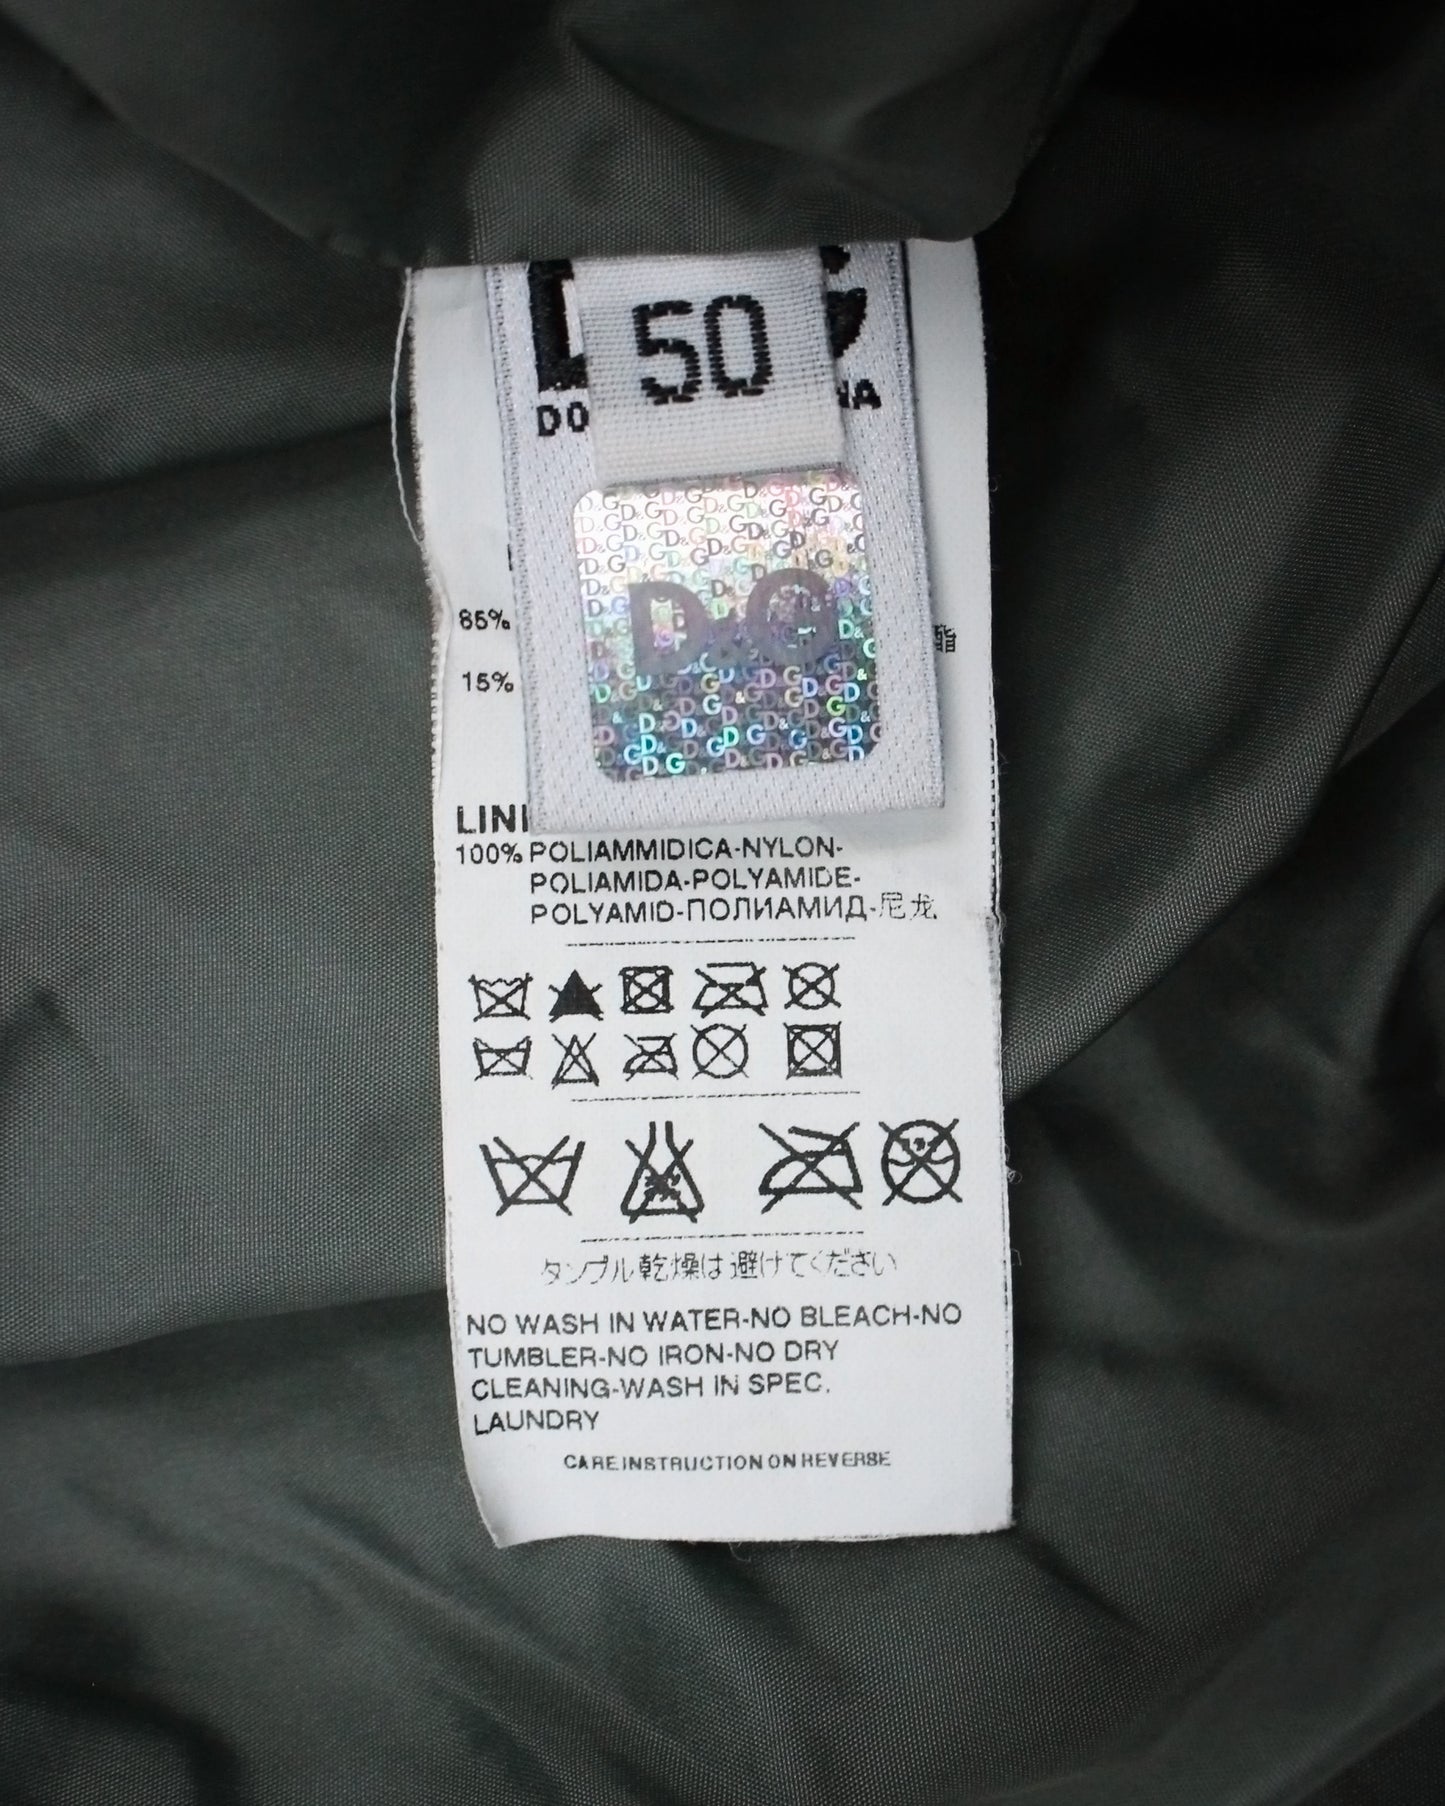 50
DO
NA
D&G
85%
15%
100% POLIAMMIDICA-NYLON-
POLIAMIDA-POLYAMIDE-
POLYAMID-ПОЛИАМИД-尼龙
タンブル乾燥は避けてください
NO WASH IN WATER-NO BLEACH-NO
TUMBLER-NO IRON-NO DRY
CLEANING-WASH IN SPEC.
LAUNDRY
CARE INSTRUCTION ON REVERSE